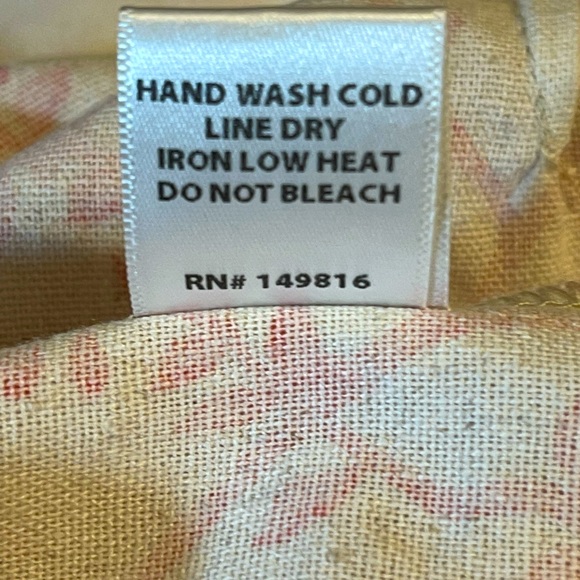 HAND WASH COLD
LINE DRY
IRON LOW HEAT
DO NOT BLEACH
RN# 149816